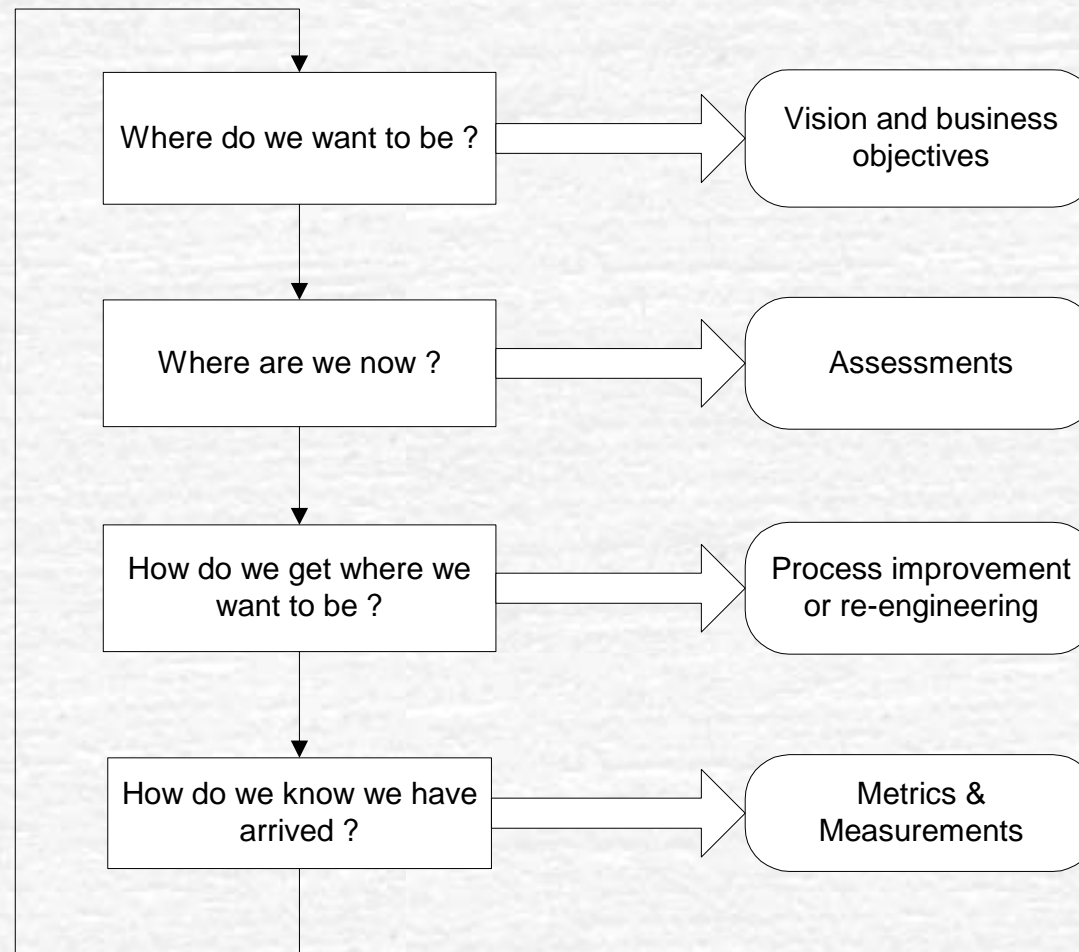 Where do we want to be ?
Vision and business
objectives
Where are we now ?
Assessments
How do we get where we
want to be ?
Process improvement
or re-engineering
How do we know we have
arrived ?
Metrics &
Measurements